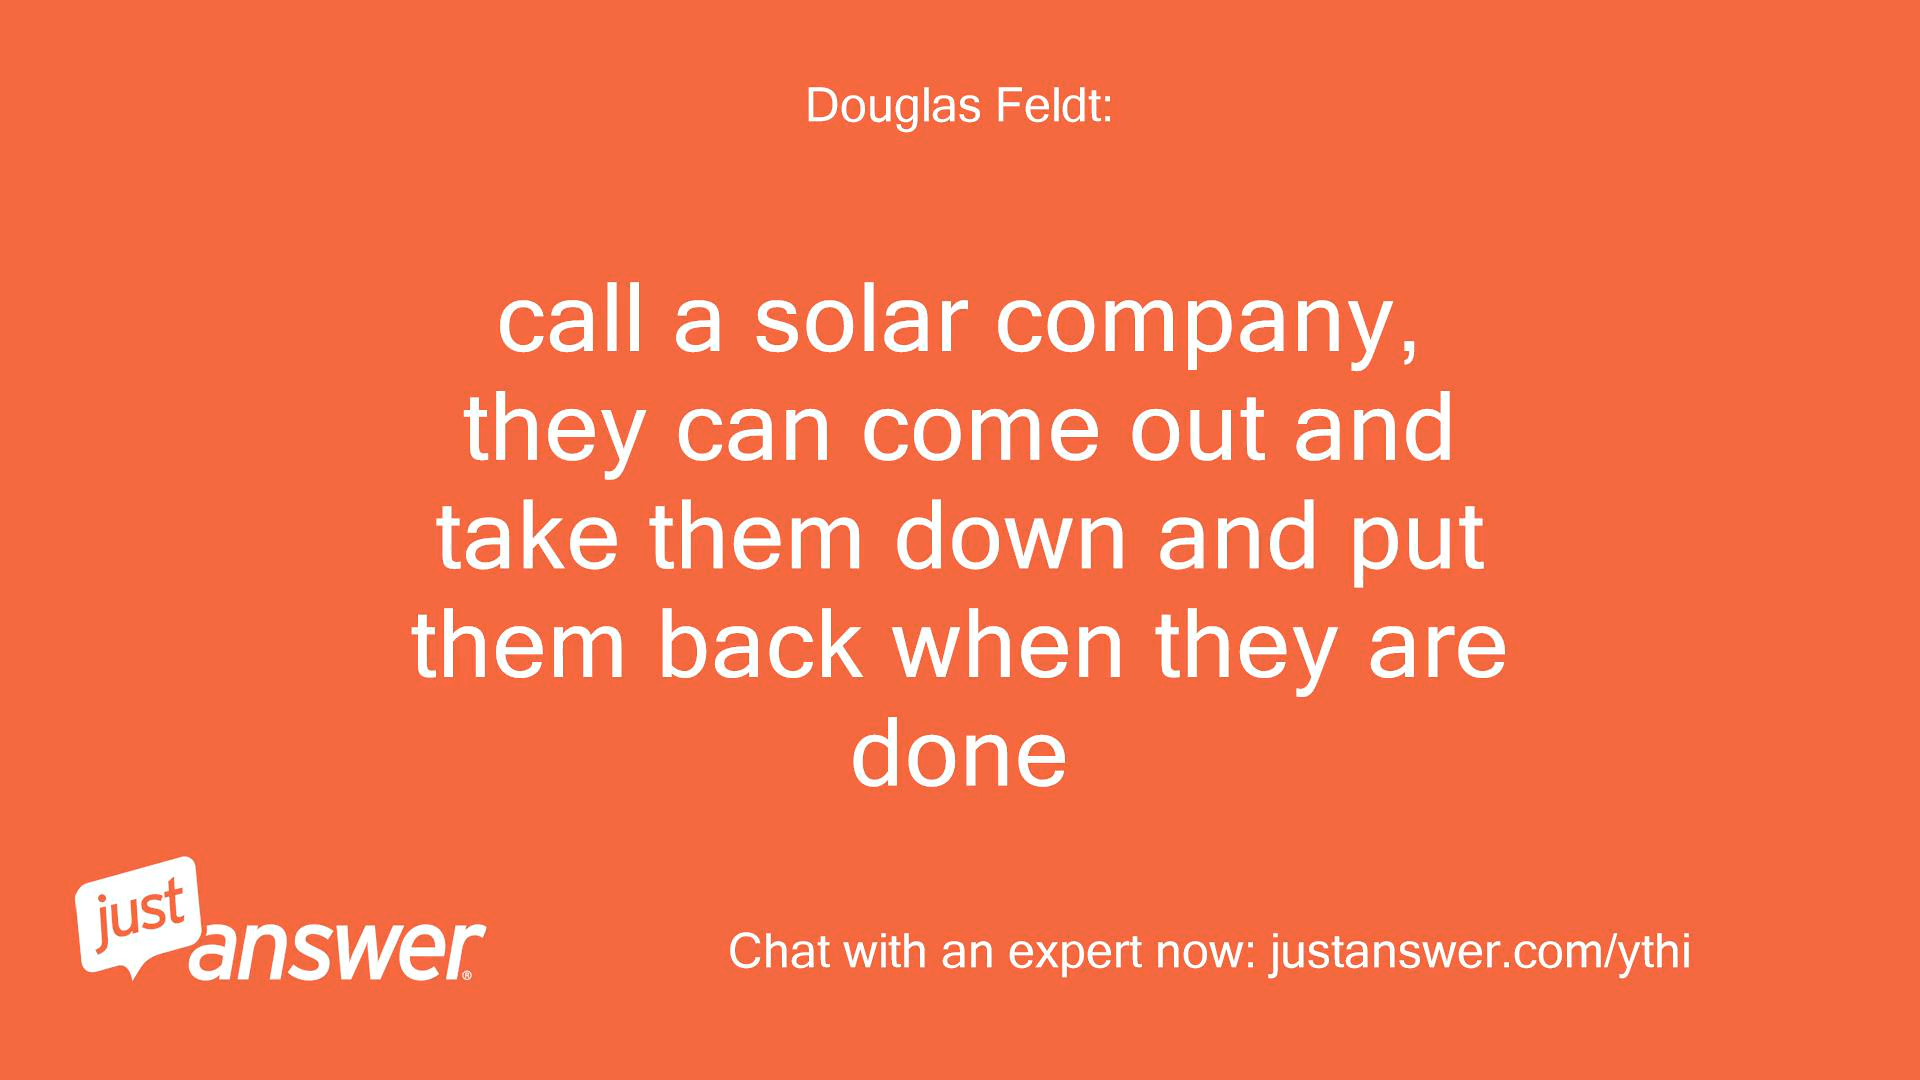 Douglas Feldt:
call a solar company,
they can come out and
take them down and put
them back when they are
done
just
answer®
Chat with an expert now: justanswer.com/ythi